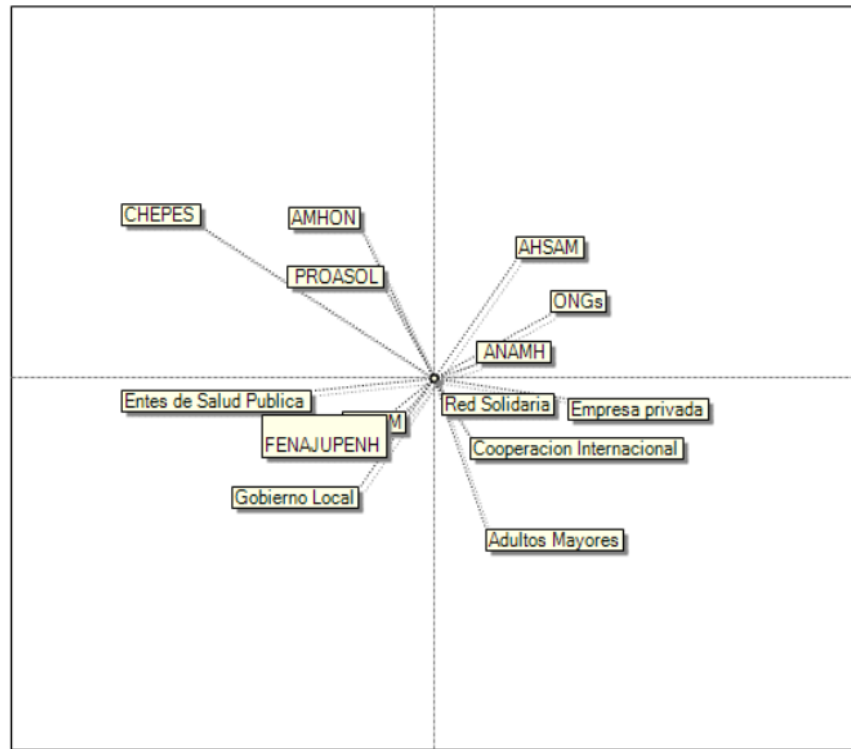 CHEPES
AMHON
AHSAM
PROASOL
ONGs
ANAMH
Entes de Salud Publica
Red Solidaria
Empresa privada
FENAJUPENH
Cooperacion Internacional
Gobierno Local
Adultos Mayores